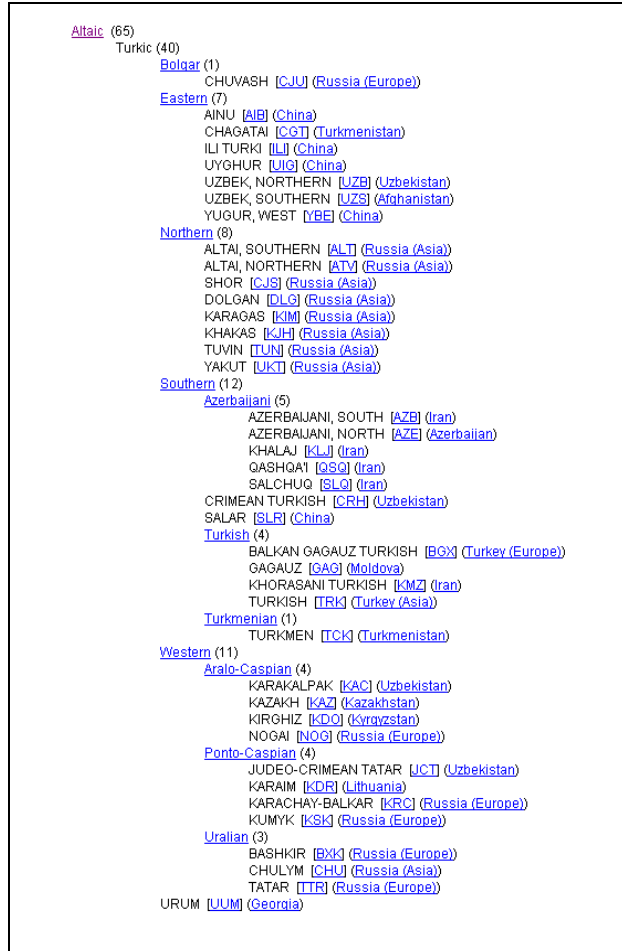 Altaic (65)
Turkic (40)
Bolgar (1)
CHUVASH [CJU] (Russia (Europe))
Eastern (7)
AINU [AIB] (China)
CHAGATAI [CGT] (Turkmenistan)
ILI TURKI [ILI] (China)
UYGHUR [UIG] (China)
UZBEK, NORTHERN [UZB] (Uzbekistan)
UZBEK, SOUTHERN [UZS] (Afghanistan)
YUGUR, WEST [YBE] (China)
Northern (8)
ALTAI, SOUTHERN [ALT] (Russia (Asia))
ALTAI, NORTHERN [ATV] (Russia (Asia))
SHOR [CJS] (Russia (Asia))
DOLGAN [DLG] (Russia (Asia))
KARAGAS [KIM] (Russia (Asia))
KHAKAS [KJH] (Russia (Asia))
TUVIN [TUN] (Russia (Asia))
YAKUT [UKT] (Russia (Asia))
Southern (12)
Azerbaijani (5)
AZERBAIJANI, SOUTH [AZB] (Iran)
AZERBAIJANI, NORTH [AZE] (Azerbaijan)
KHALAJ [KLJ] (Iran)
QASHQA'I [QSQ] (Iran)
SALCHUQ [SLQ] (Iran)
CRIMEAN TURKISH [CRH] (Uzbekistan)
SALAR [SLR] (China)
Turkish (4)
BALKAN GAGAUZ TURKISH [BGX] (Turkey (Europe))
GAGAUZ [GAG] (Moldova)
KHORASANI TURKISH [KMZ] (Iran)
TURKISH [TRK] (Turkey (Asia))
Turkmenian (1)
TURKMEN [TCK] (Turkmenistan)
Western (11)
Aralo-Caspian (4)
KARAKALPAK [KAC] (Uzbekistan)
KAZAKH [KAZ] (Kazakhstan)
KIRGHIZ [KDO] (Kyrgyzstan)
NOGAI [NOG] (Russia (Europe))
Ponto-Caspian (4)
JUDEO-CRIMEAN TATAR [JCT] (Uzbekistan)
KARAIM [KDR] (Lithuania)
KARACHAY-BALKAR [KRC] (Russia (Europe))
KUMYK [KSK] (Russia (Europe))
Uralian (3)
BASHKIR [BXK] (Russia (Europe))
CHULYM [CHU] (Russia (Asia))
TATAR [TTR] (Russia (Europe))
URUM [UUM] (Georgia)